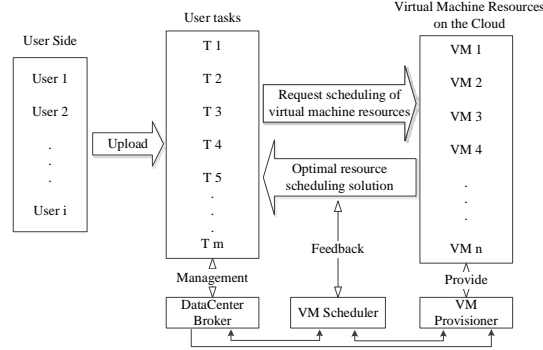 User Side
User 1
User 2
.
.
.
User i
Upload
User tasks
T 1
T 2
T 3
T 4
T 5
.
.
.
T m
Request scheduling of
virtual machine resources
Optimal resource
scheduling solution
Virtual Machine Resources
on the Cloud
VM 1
VM 2
VM 3
VM 4
.
.
.
VM n
Management
Feedback
Provide
DataCenter
Broker
VM Scheduler
VM
Provisioner